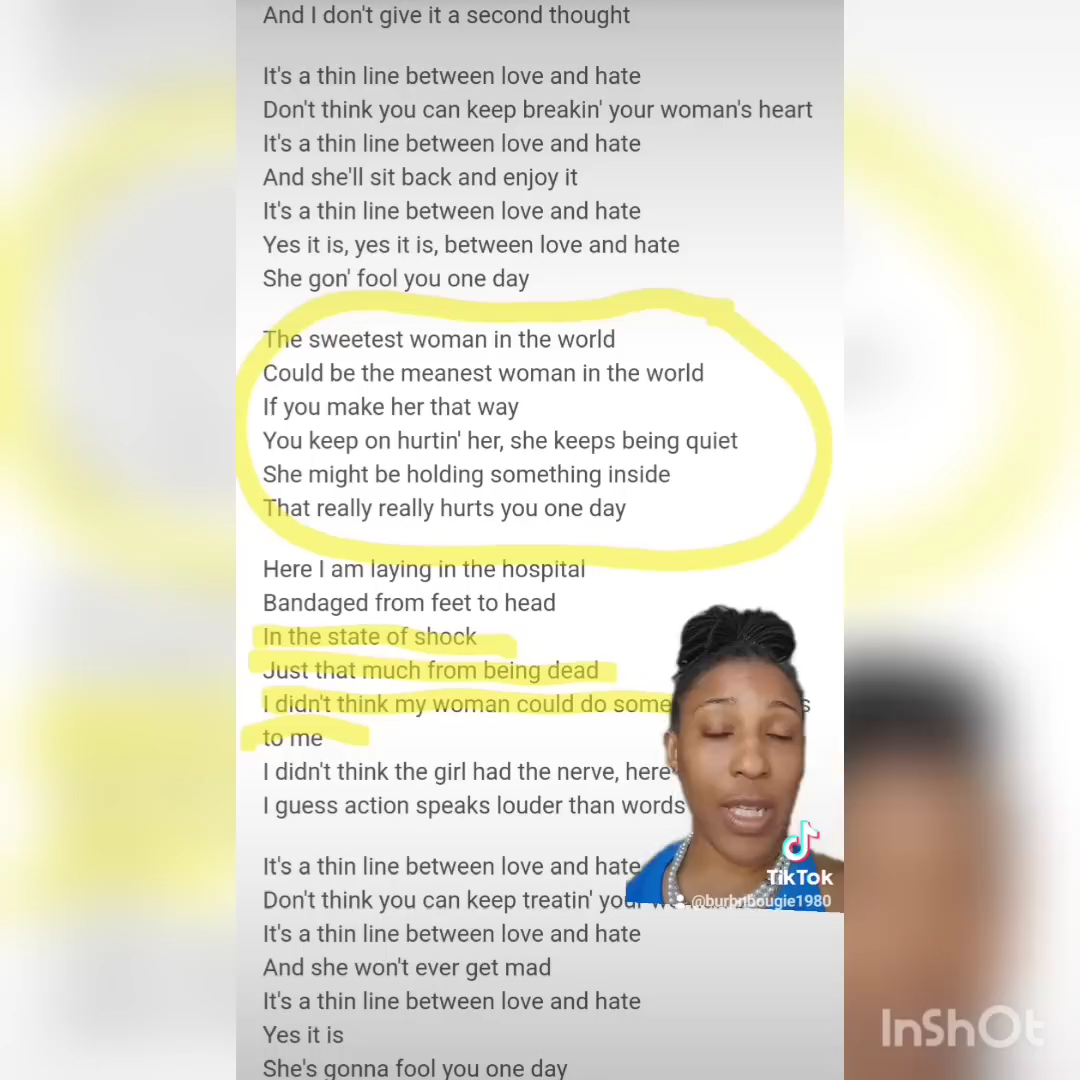 And I don't give it a second thought
It's a thin line between love and hate
Don't think you can keep breakin' your woman's heart
It's a thin line between love and hate
And she'll sit back and enjoy it
It's a thin line between love and hate
Yes it is, yes it is, between love and hate
She gon' fool you one day
The sweetest woman in the world
Could be the meanest woman in the world
If you make her that way
You keep on hurtin' her, she keeps being quiet
She might be holding something inside
That really really hurts you one day
Here I am laying in the hospital
Bandaged from feet to head
In the state of shock
Just that much from being dead
I didn't think my woman could do
to me
I didn't think the girl had the nerve, here
I guess action speaks louder than words
It's a thin line between love and hate
Don't think you can keep treatin'
It's a thin line between love and hate
And she won't ever get mad
It's a thin line between love and hate
Yes it is
She's gonna fool you one day
TikTok
@burbnbougie1980
InShOt